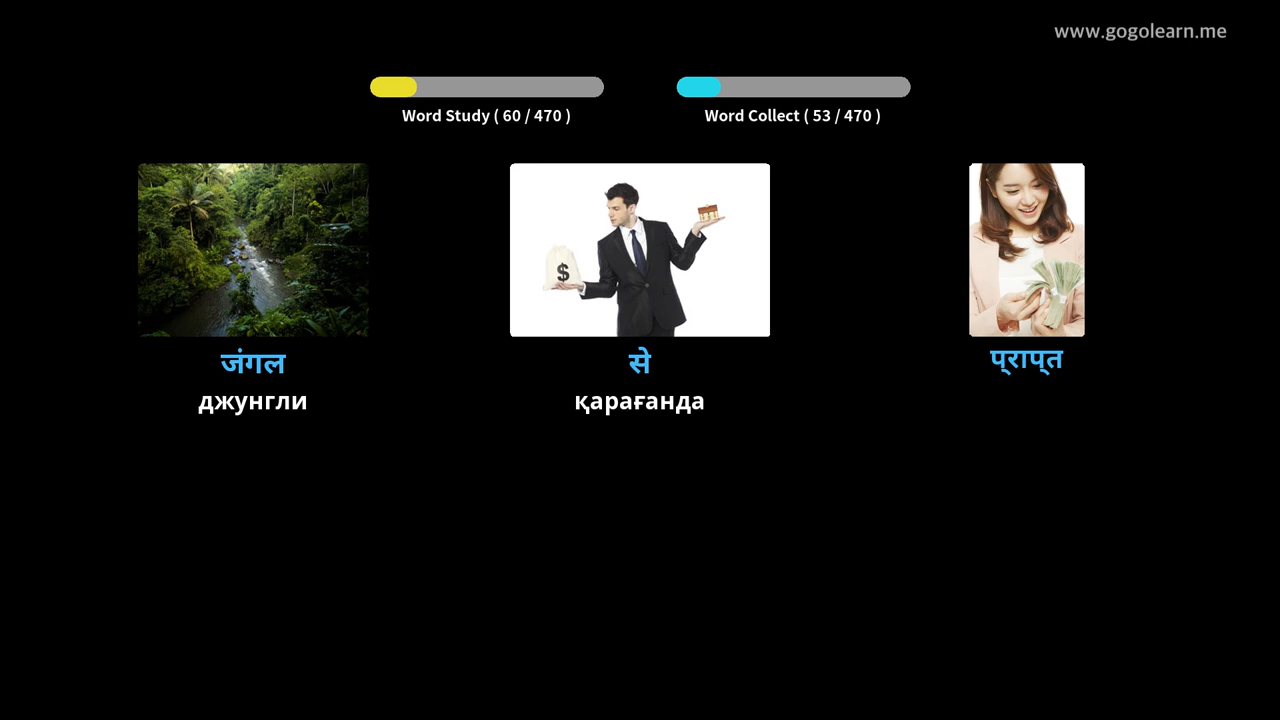 www.gogolearn.me
Word Study ( 60 / 470 )
Word Collect ( 53 / 470 )
$
जंगल
джунгли
से
қарағанда
प्राप्त